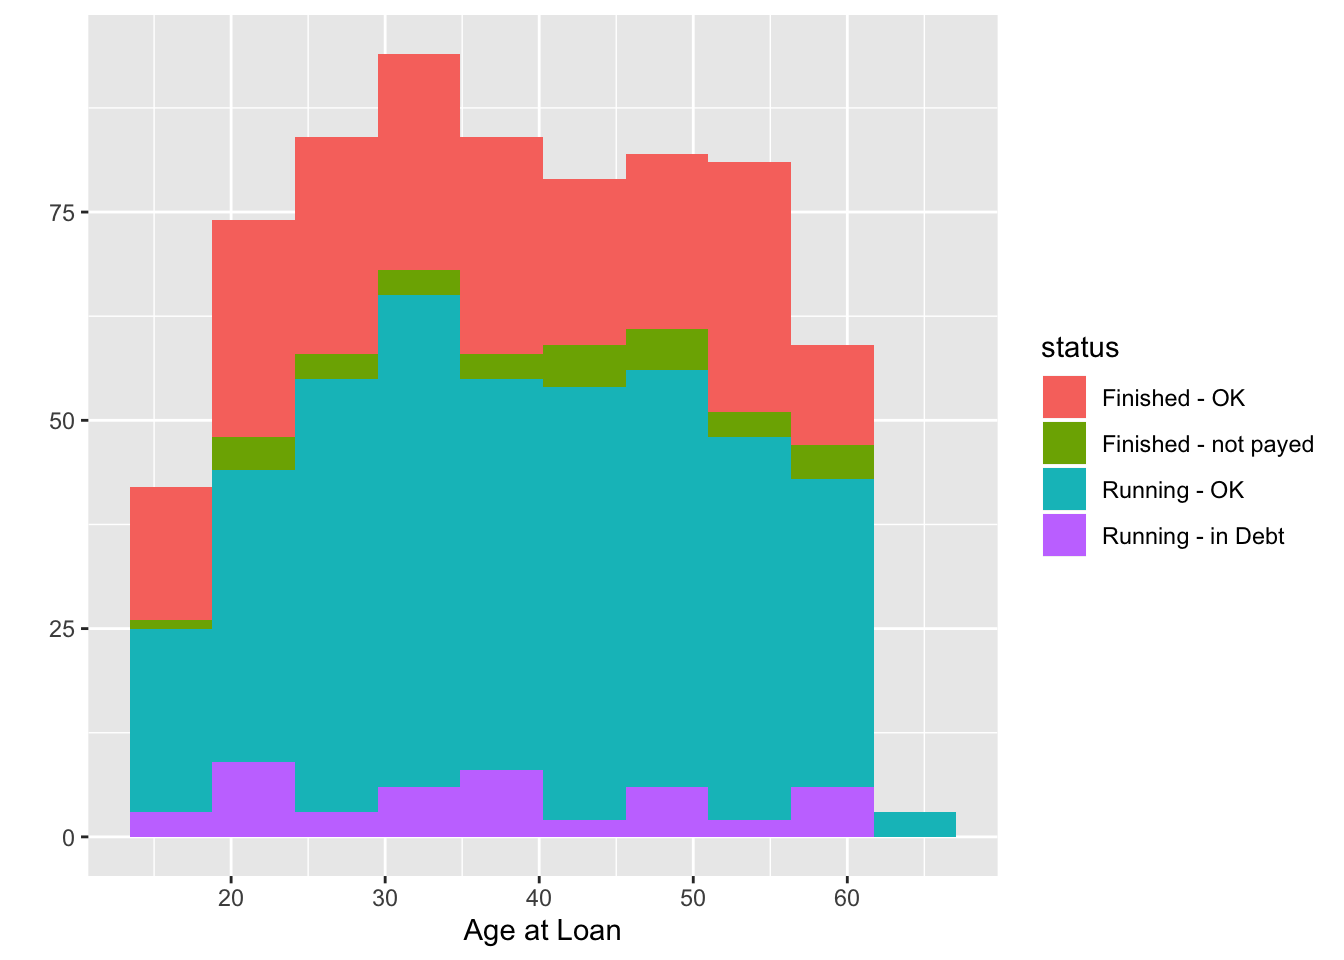 75
50
25
0
20 30 40 50 60
Age at Loan
status
Finished - OK
Finished - not payed
Running - OK
Running - in Debt